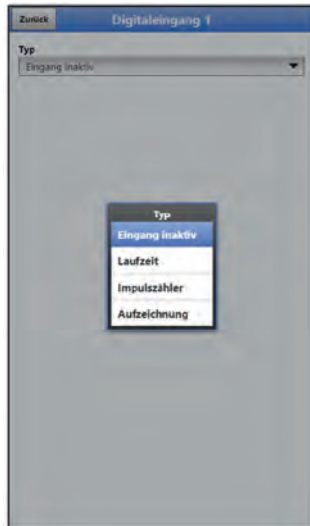 Zurück
Digitaleingang 1
Typ
Eingang inaktiv
Typ
Eingang inaktiv
Laufzeit
Impulszähler
Aufzeichnung